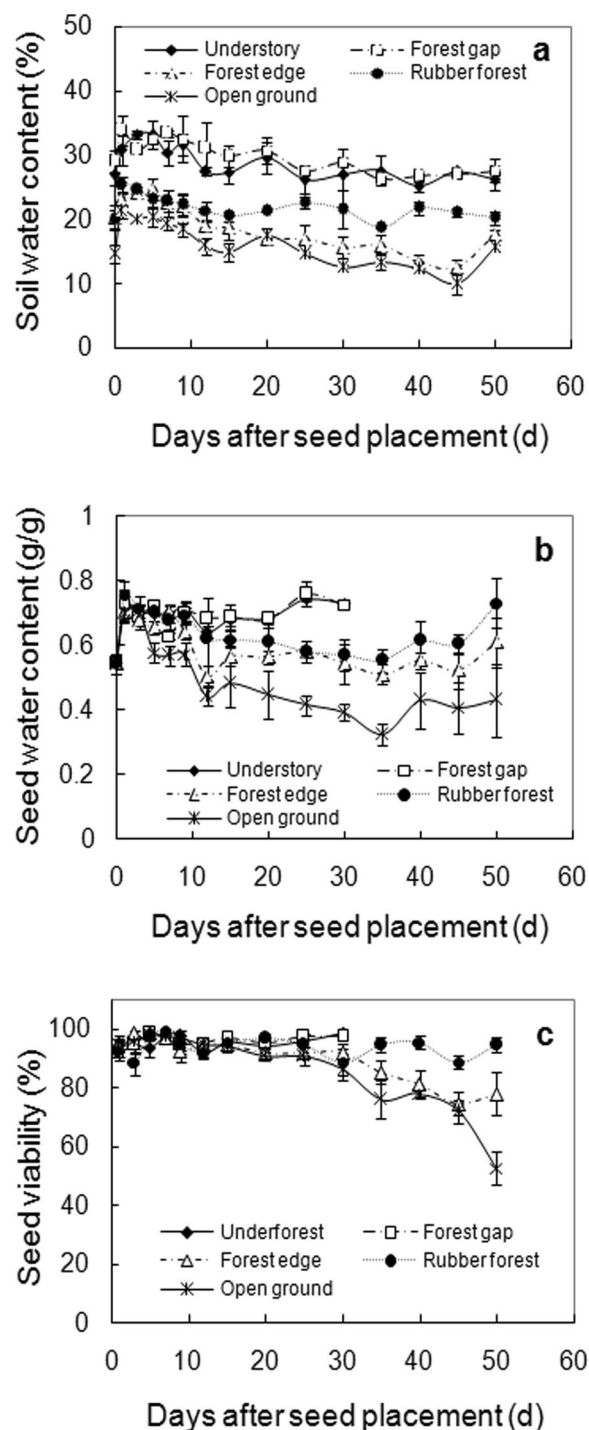 50
Understory Forest gap a
40
Forest edge Rubber forest
Open ground
30
20
10
0
Soil water content (%)
0 10 20 30 40 50 60
Days after seed placement (d)
1
b
0.8
0.6
0.4
Understory Forest gap
0.2
Forest edge Rubber forest
Open ground
0
Seed water content (g/g)
0 10 20 30 40 50 60
Days after seed placement (d)
100
c
80
60
40
Underforest Forest gap
20
Forest edge Rubber forest
Open ground
0
Seed viability (%)
0 10 20 30 40 50 60
Days after seed placement (d)